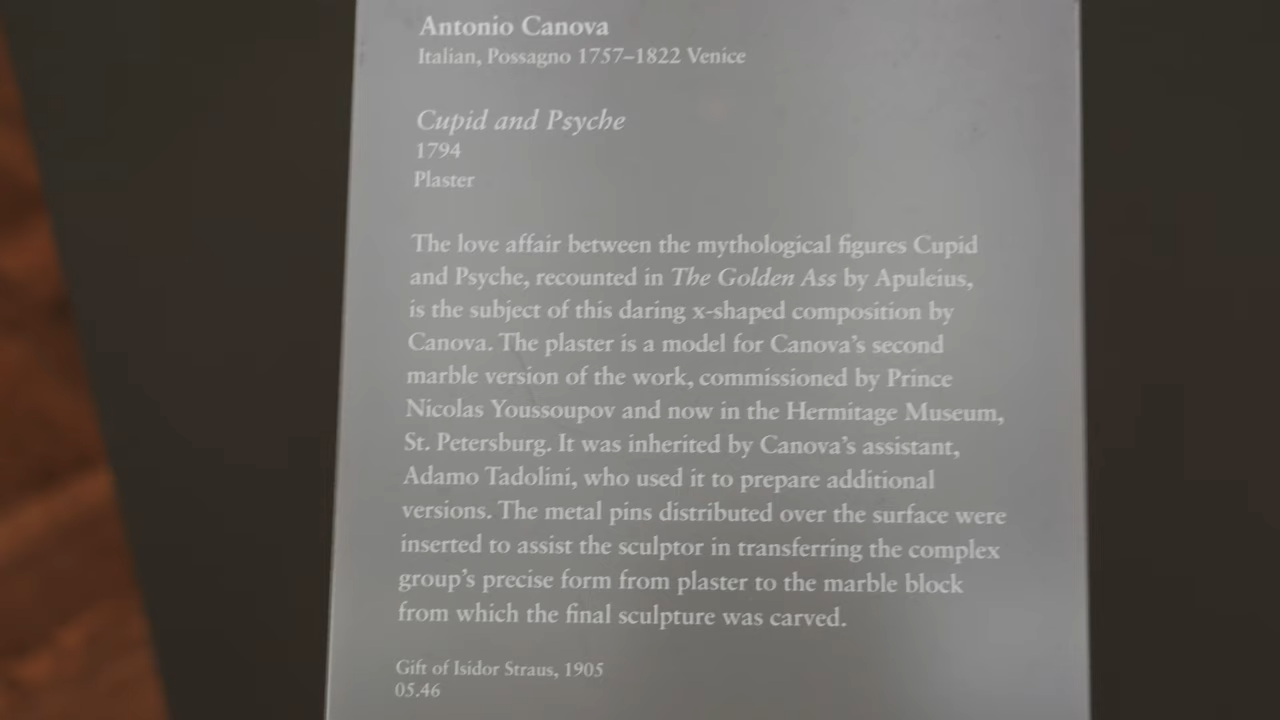 Antonio Canova
Italian, Possagno 1757–1822 Venice
Cupid and Psyche
1794
Plaster
The love affair between the mythological figures Cupid
and Psyche, recounted in The Golden Ass by Apuleius,
is the subject of this daring x-shaped composition by
Canova. The plaster is a model for Canova's second
marble version of the work, commissioned by Prince
Nicolas Youssoupov and now in the Hermitage Museum,
St. Petersburg. It was inherited by Canova's assistant,
Adamo Tadolini, who used it to prepare additional
versions. The metal pins distributed over the surface were
inserted to assist the sculptor in transferring the complex
group's precise form from plaster to the marble block
from which the final sculpture was carved.
Gift of Isidor Straus, 1905
05.46